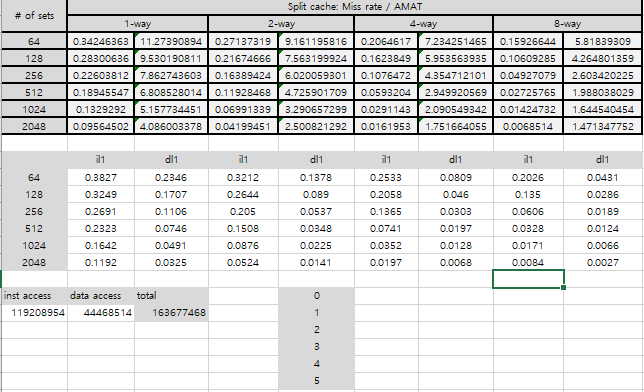 Split cache: Miss rate / AMAT
# of sets 1-way 2-way 4-way 8-way
64 0.34246363 11.27390894 0.27137319 9.161195816 0.2064617 7.234251465 0.15926644 5.81839309
128 0.28300636 9.530190811 0.21674666 7.563199924 0.1623849 5.953563935 0.10609285 4.264801359
256 0.22603812 7.862743603 0.16389424 6.020059301 0.1076472 4.354712101 0.04927079 2.603420225
512 0.18945547 6.808528014 0.11928468 4.725901709 0.0593204 2.949920569 0.02725765 1.988038029
1024 0.1329292 5.157734451 0.06991339 3.290657299 0.0291143 2.090549342 0.01424732 1.644540454
2048 0.09564502 4.086003378 0.04199451 2.500821292 0.0161953 1.751664055 0.0068514 1.471347752
il1 dl1 il1 dl1 il1 dl1 il1 dl1
64 0.3827 0.2346 0.3212 0.1378 0.2533 0.0809 0.2026 0.0431
128 0.3249 0.1707 0.2644 0.089 0.2058 0.046 0.135 0.0286
256 0.2691 0.1106 0.205 0.0537 0.1365 0.0303 0.0606 0.0189
512 0.2323 0.0746 0.1508 0.0348 0.0741 0.0197 0.0328 0.0124
1024 0.1642 0.0491 0.0876 0.0225 0.0352 0.0128 0.0171 0.0066
2048 0.1192 0.0325 0.0524 0.0141 0.0197 0.0068 0.0084 0.0027
inst access data access total 0
119208954 44468514 163677468 1
2
3
4
5